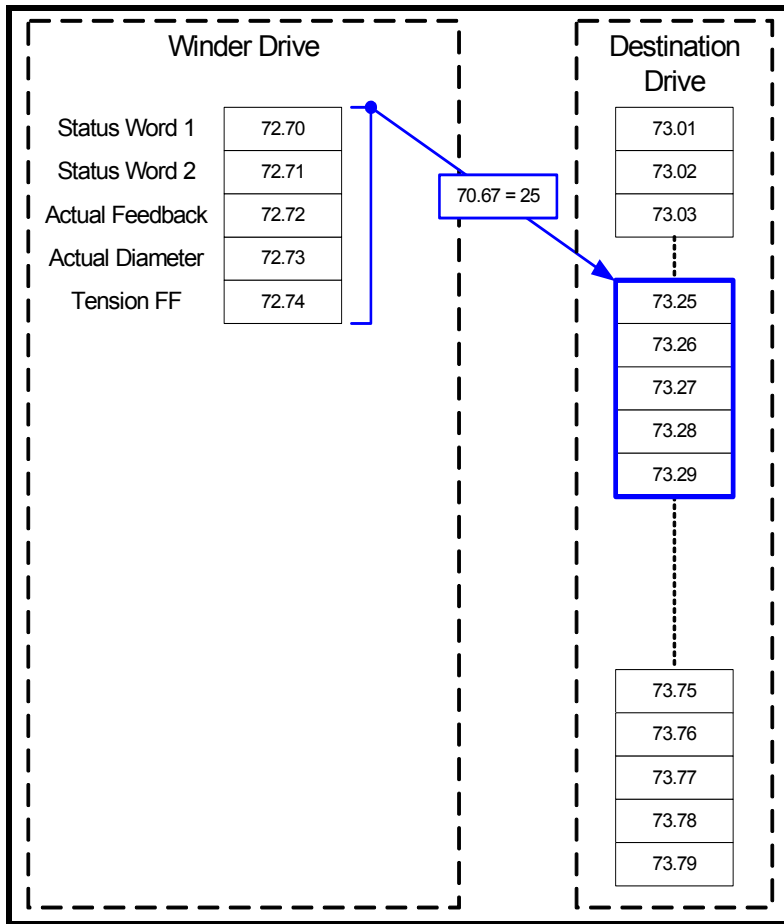 Winder Drive
Status Word 1 72.70
Status Word 2 72.71
Actual Feedback 72.72
Actual Diameter 72.73
Tension FF 72.74
70.67 = 25
Destination
Drive
73.01
73.02
73.03
73.25
73.26
73.27
73.28
73.29
73.75
73.76
73.77
73.78
73.79